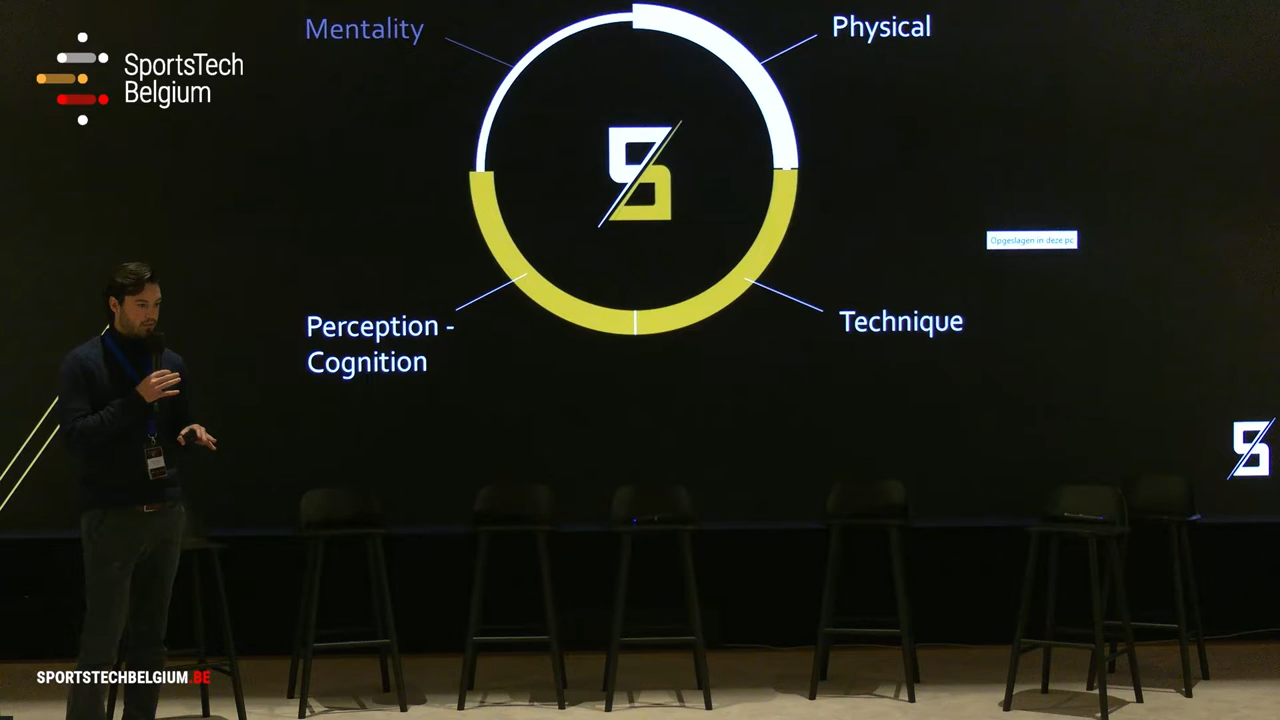 SportsTech
Belgium
Mentality
Physical
Opgeslagen in deze pc
Perception -
Cognition
Technique
SPORTSTECHBELGIUM.BE